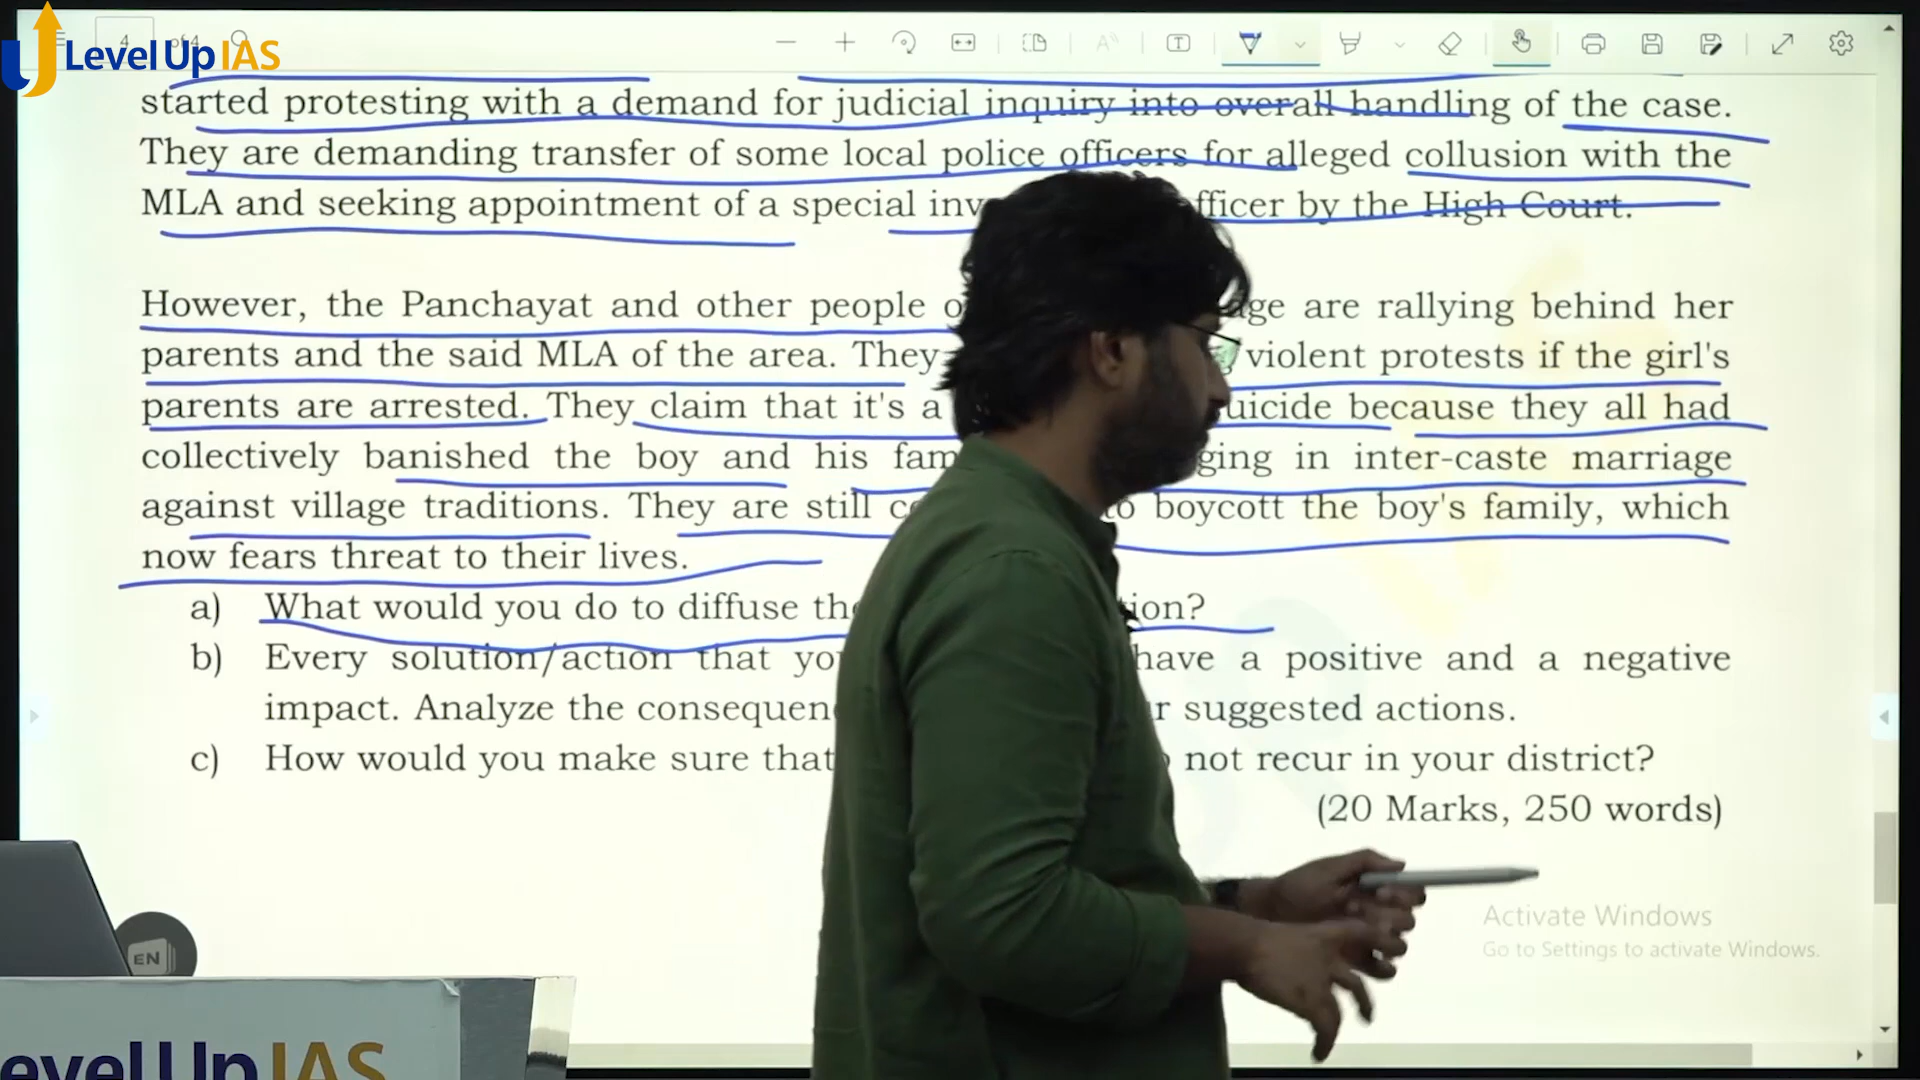 Level Up IAS
4 of 4
started protesting with a demand for judicial inquiry into overall handling of the case.
They are demanding transfer of some local police officers for alleged collusion with the
MLA and seeking appointment of a special inv fficer by the High Court.
However, the Panchayat and other people o ge are rallying behind her
parents and the said MLA of the area. They violent protests if the girl's
parents are arrested. They claim that it's a uicide because they all had
collectively banished the boy and his fam ging in inter-caste marriage
against village traditions. They are still c to boycott the boy's family, which
now fears threat to their lives.
a) What would you do to diffuse the tion?
b) Every solution/action that yo have a positive and a negative
impact. Analyze the consequen r suggested actions.
c) How would you make sure that not recur in your district?
(20 Marks, 250 words)
Activate Windows
Go to Settings to activate Windows.
EN
evel Up IAS